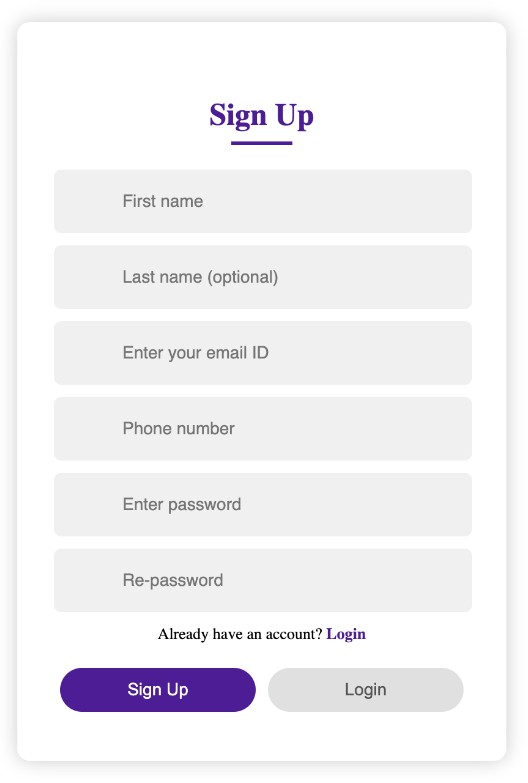 Sign Up
First name
Last name (optional)
Enter your email ID
Phone number
Enter password
Re-password
Already have an account? Login
Sign Up Login